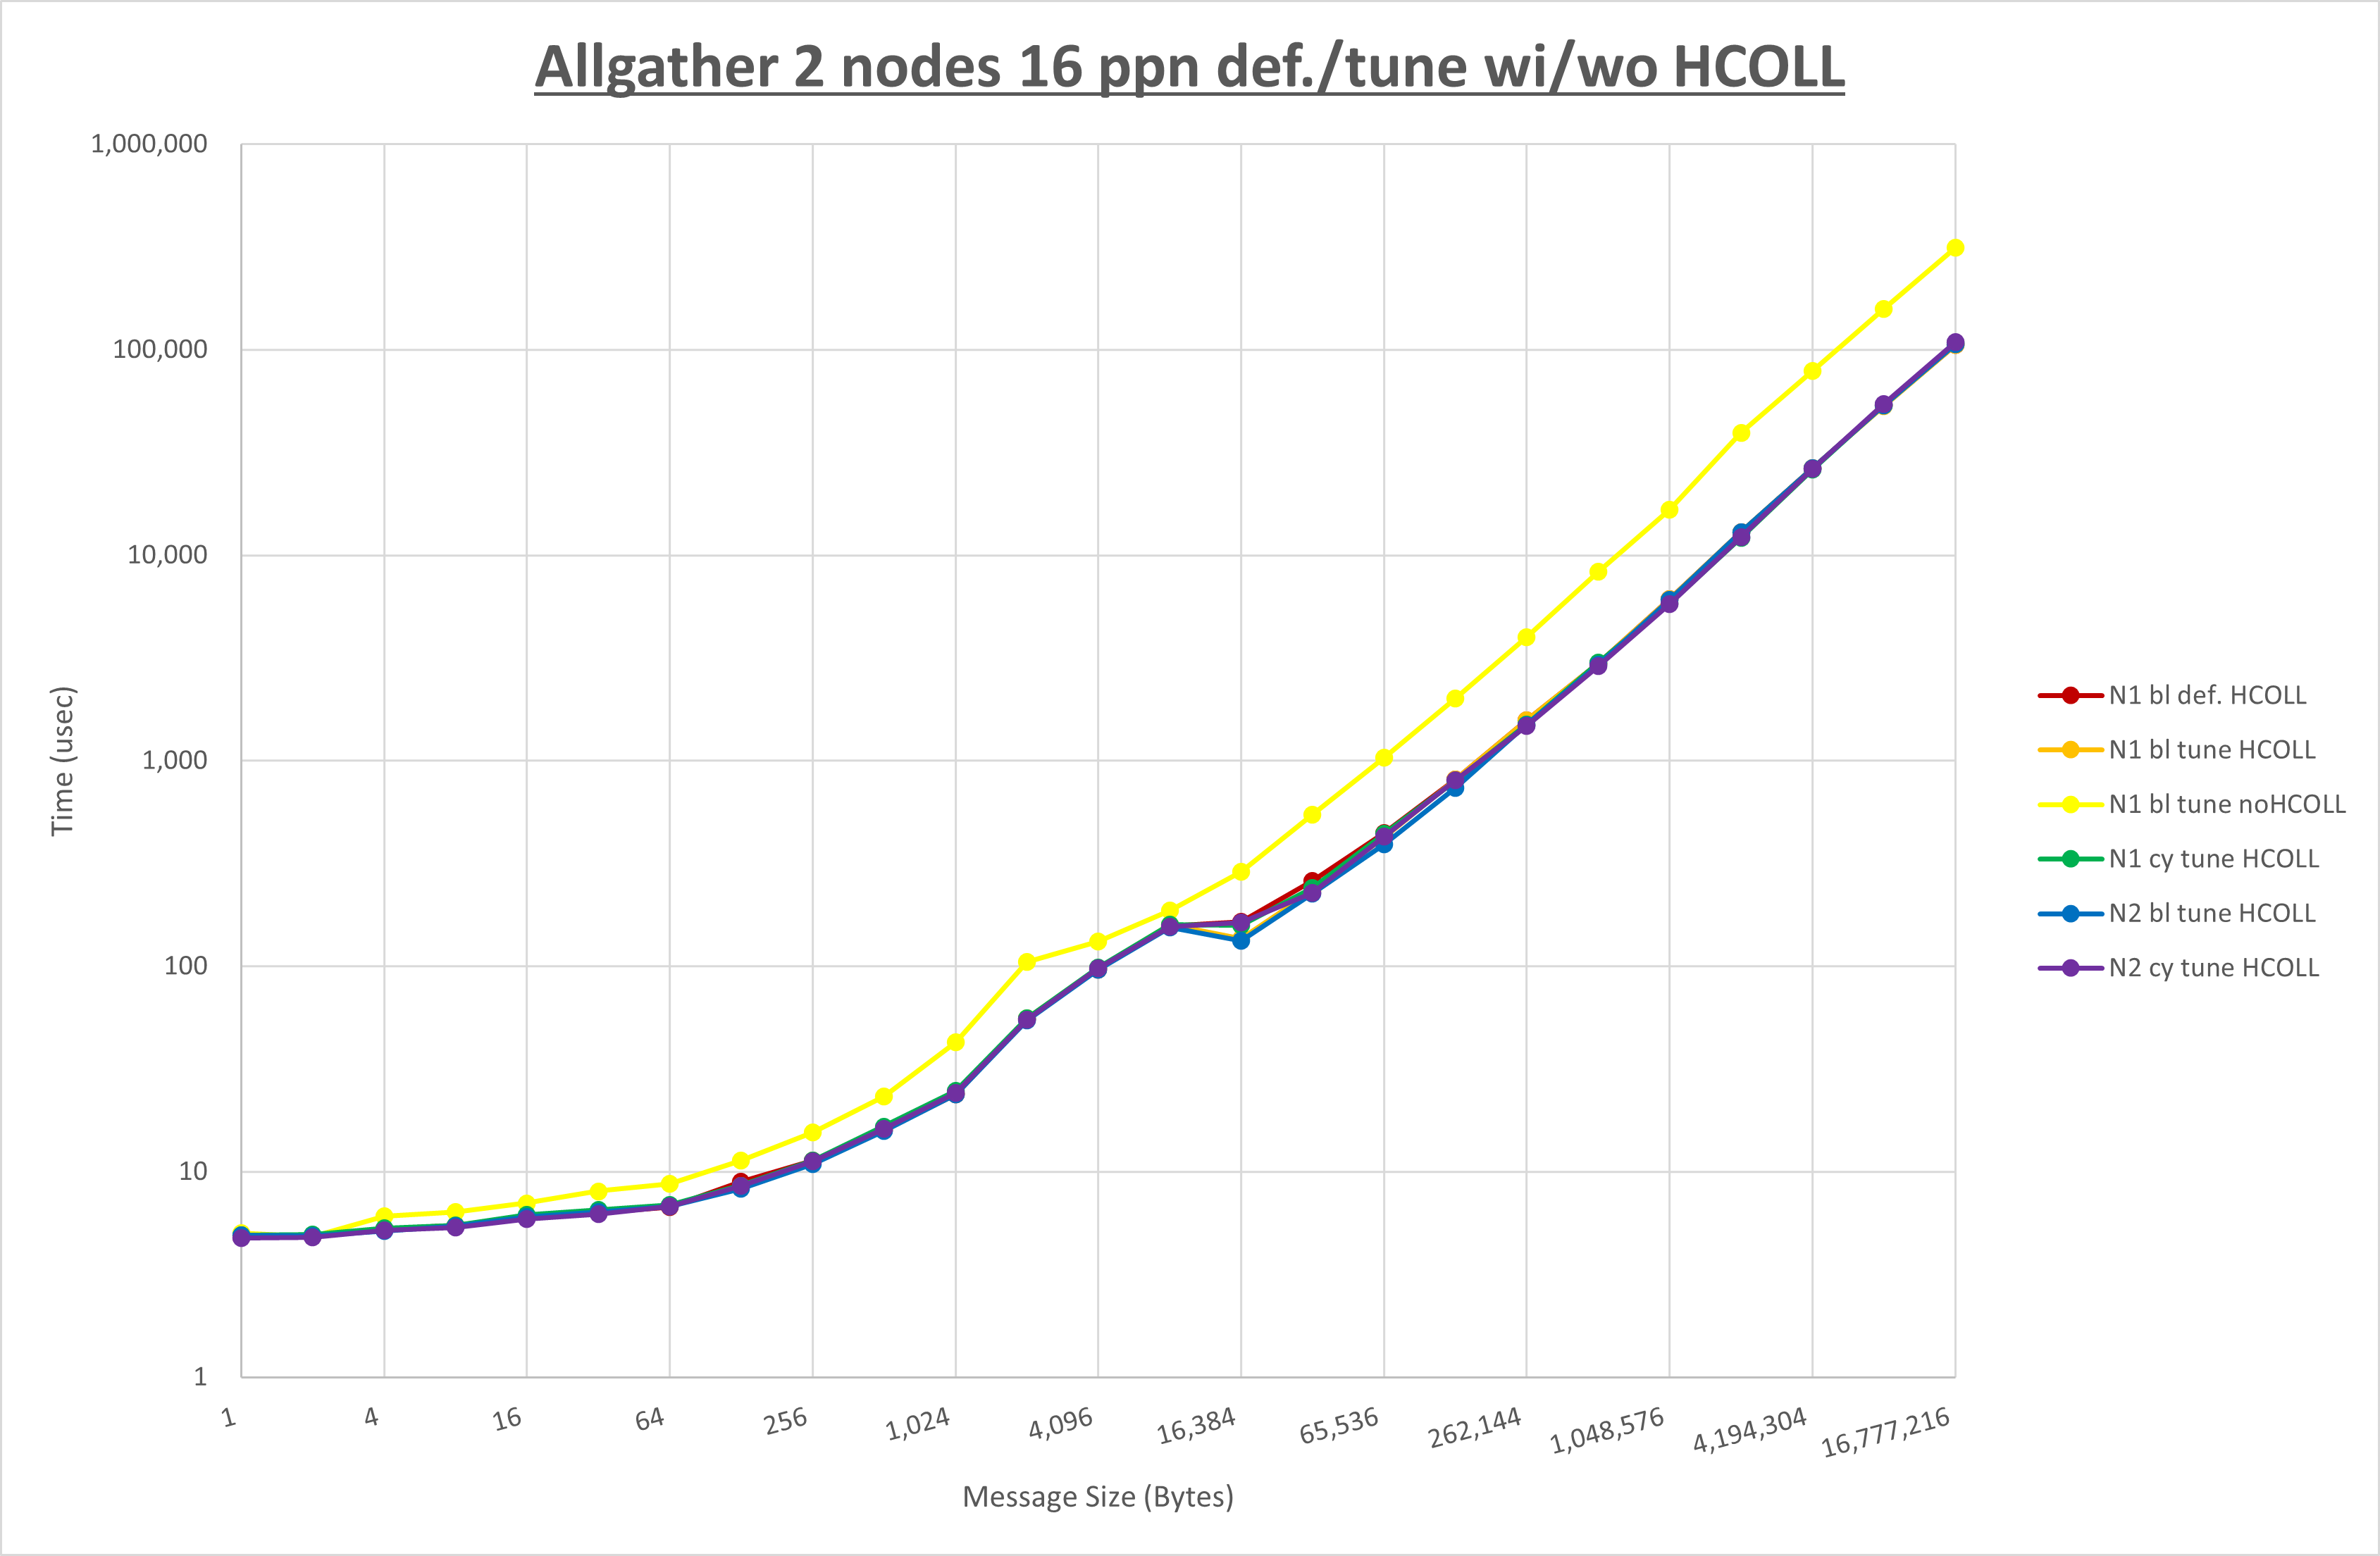 Allgather 2 nodes 16 ppn def./tune wi/wo HCOLL
1,000,000
100,000
10,000
1,000
100
10
1
Time (usec)
1
4
16
64
256
1,024
4,096
16,384
65,536
262,144
1,048,576
4,194,304
16,777,216
Message Size (Bytes)
N1 bl def. HCOLL
N1 bl tune HCOLL
N1 bl tune noHCOLL
N1 cy tune HCOLL
N2 bl tune HCOLL
N2 cy tune HCOLL